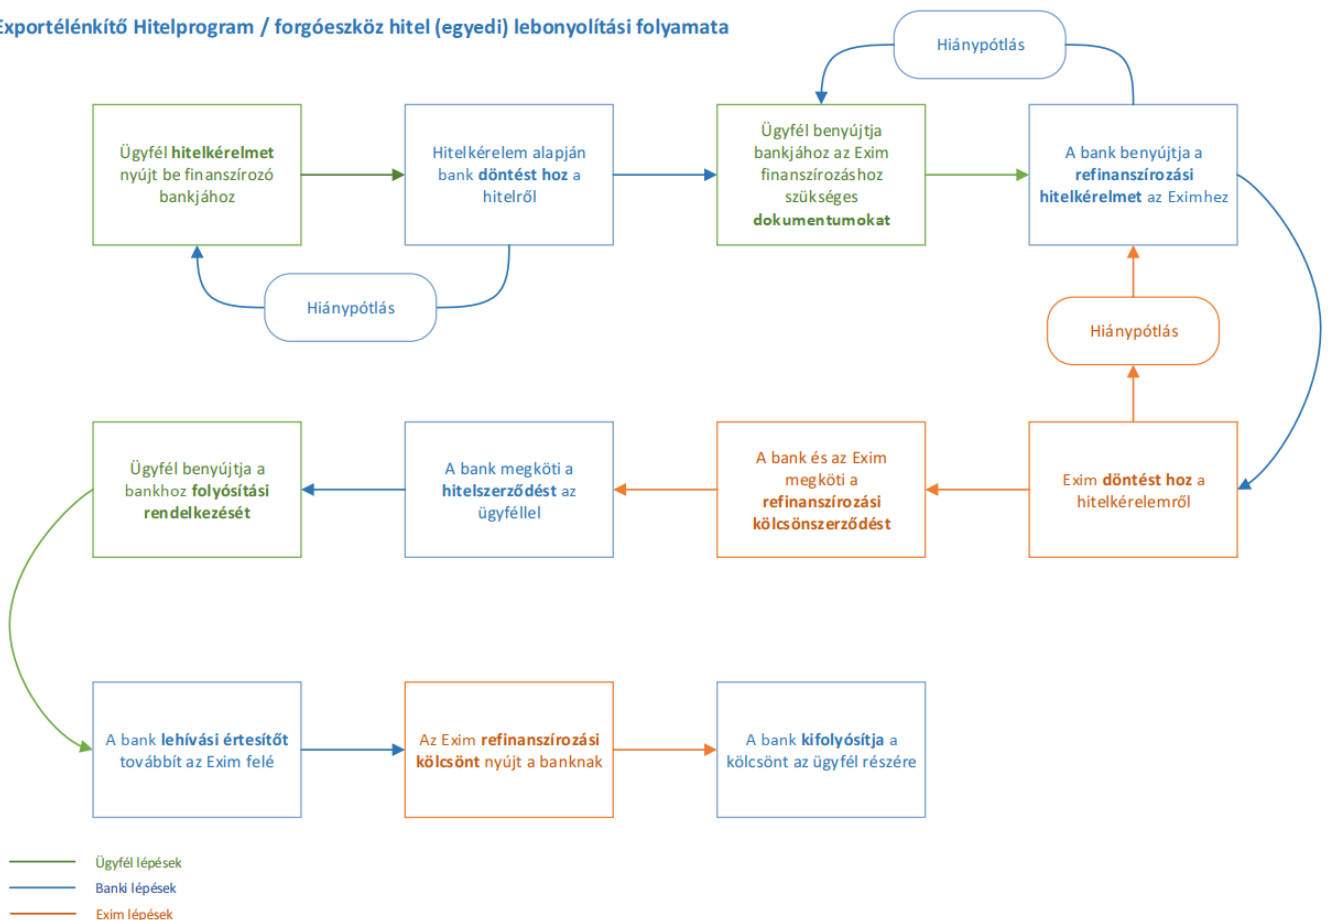 Exportélénkítő Hitelprogram / forgóeszköz hitel (egyedi) lebonyolítási folyamata
Hiánypótlás
Ügyfél hitelkérelmet
nyújt be finanszírozó
bankjához
Hitelkérelem alapján
bank döntést hoz a
hitelről
Ügyfél benyújtja
bankjához az Exim
finanszírozáshoz
szükséges
dokumentumokat
A bank benyújtja a
refinanszírozási
hitelkérelmet az Eximhez
Hiánypótlás
Hiánypótlás
Ügyfél benyújtja a
bankhoz folyósítási
rendelkezését
A bank megköti a
hitelszerződést az
ügyféllel
A bank és az Exim
megköti a
refinanszírozási
kölcsönszerződést
Exim döntést hoz a
hitelkérelemről
A bank lehívási értesítőt
továbbít az Exim felé
Az Exim refinanszírozási
kölcsönt nyújt a banknak
A bank kifolyósítja a
kölcsönt az ügyfél részére
Ügyfél lépések
Banki lépések
Exim lépések